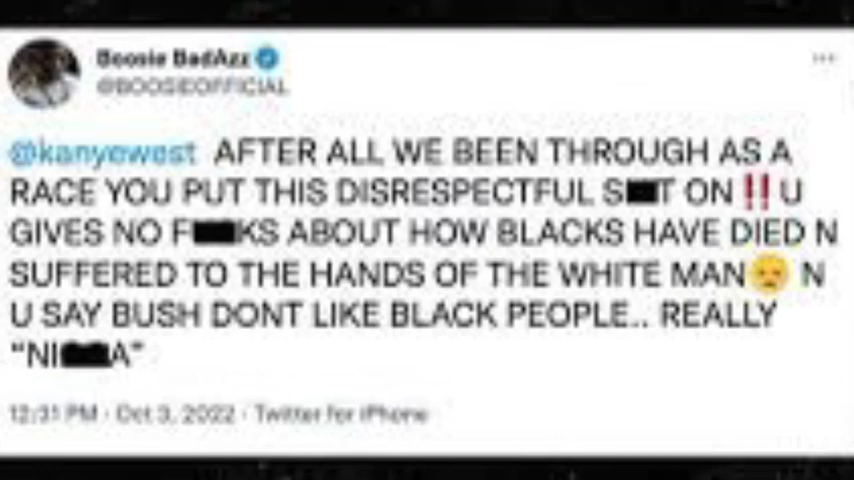 Boosie BadAzz
@BOOSIEOFFICIAL
@kanyewest AFTER ALL WE BEEN THROUGH AS A
RACE YOU PUT THIS DISRESPECTFUL S██T ON‼️U
GIVES NO F██KS ABOUT HOW BLACKS HAVE DIED N
SUFFERED TO THE HANDS OF THE WHITE MAN😞 N
U SAY BUSH DONT LIKE BLACK PEOPLE.. REALLY
“NI██A”
12:31 PM · Oct 3, 2022 · Twitter for iPhone